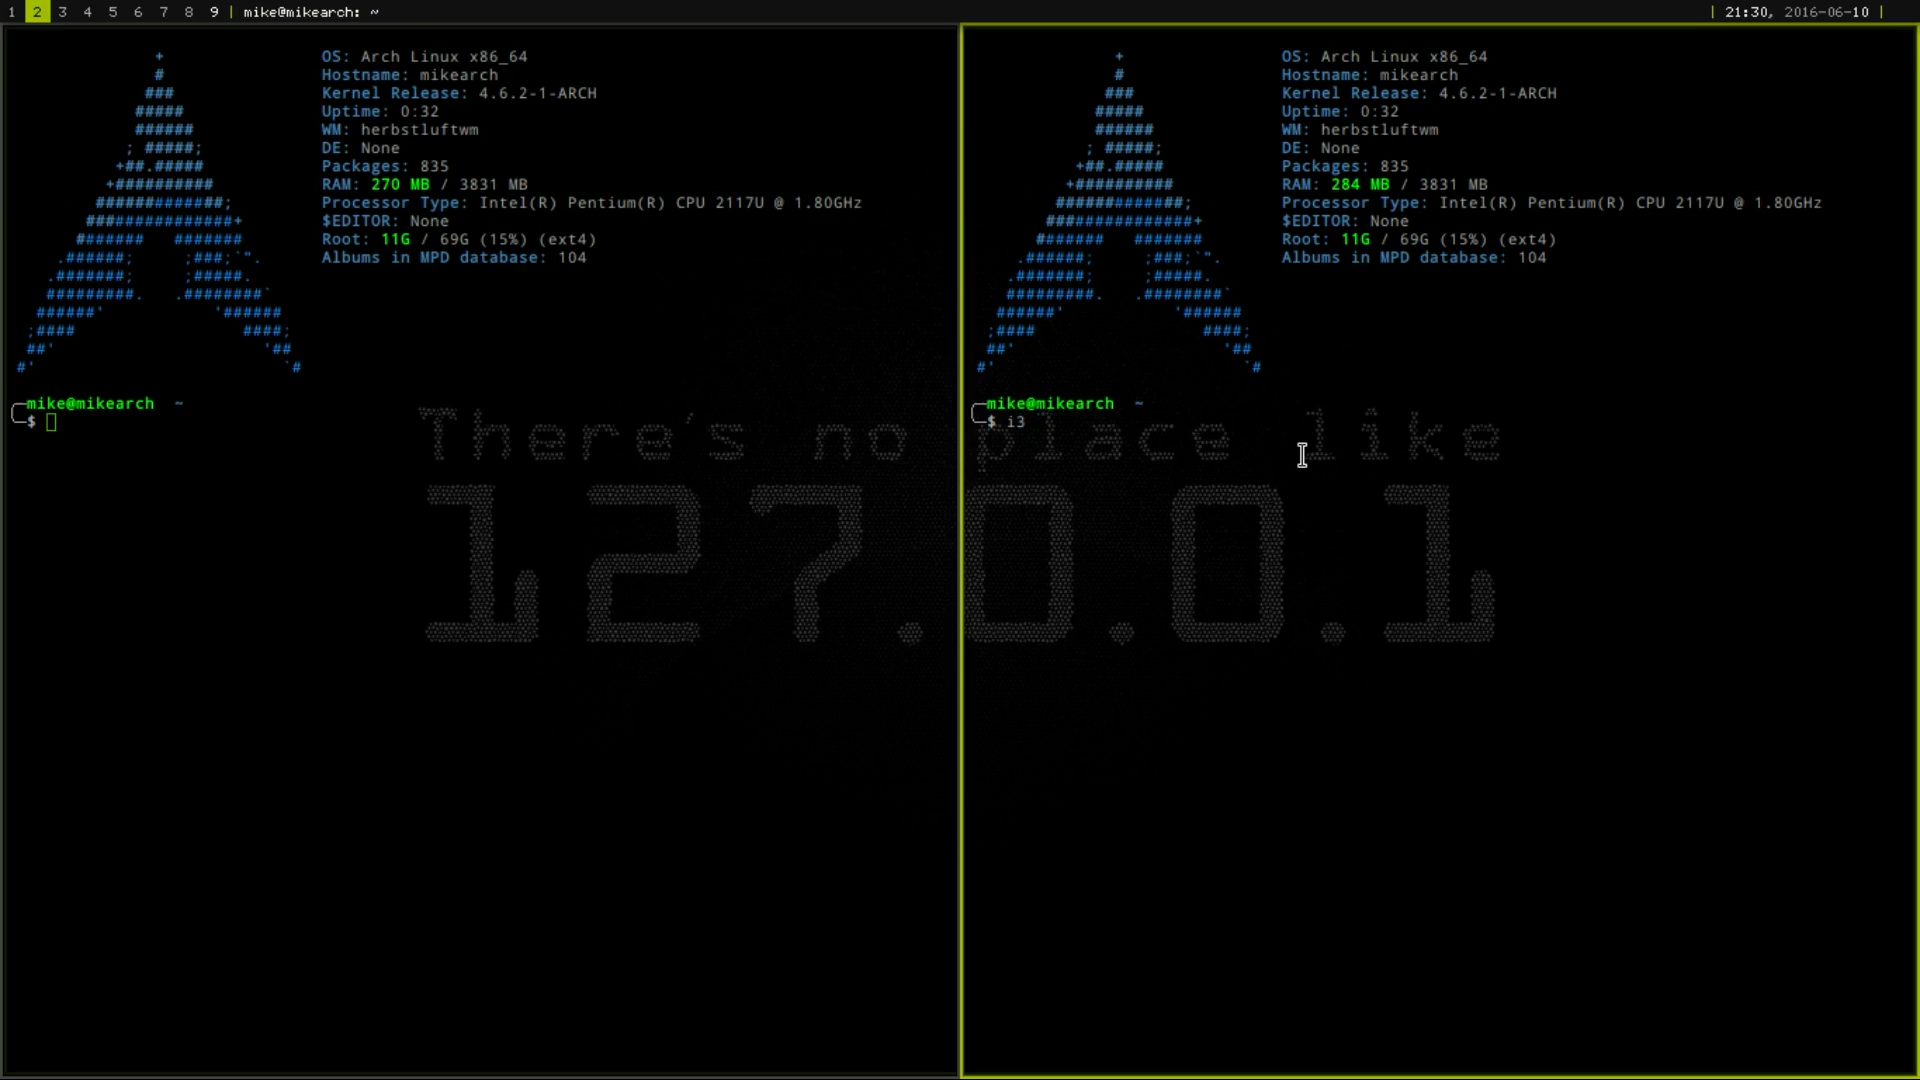 1 2 3 4 5 6 7 8 9 | mike@mikearch: ~ | 21:30, 2016-06-10 |
OS: Arch Linux x86_64
Hostname: mikearch
Kernel Release: 4.6.2-1-ARCH
Uptime: 0:32
WM: herbstluftwm
DE: None
Packages: 835
RAM: 270 MB / 3831 MB
Processor Type: Intel(R) Pentium(R) CPU 2117U @ 1.80GHz
$EDITOR: None
Root: 11G / 69G (15%) (ext4)
Albums in MPD database: 104
mike@mikearch ~
$
OS: Arch Linux x86_64
Hostname: mikearch
Kernel Release: 4.6.2-1-ARCH
Uptime: 0:32
WM: herbstluftwm
DE: None
Packages: 835
RAM: 284 MB / 3831 MB
Processor Type: Intel(R) Pentium(R) CPU 2117U @ 1.80GHz
$EDITOR: None
Root: 11G / 69G (15%) (ext4)
Albums in MPD database: 104
mike@mikearch ~
$ i3
There's no place like
127.0.0.1